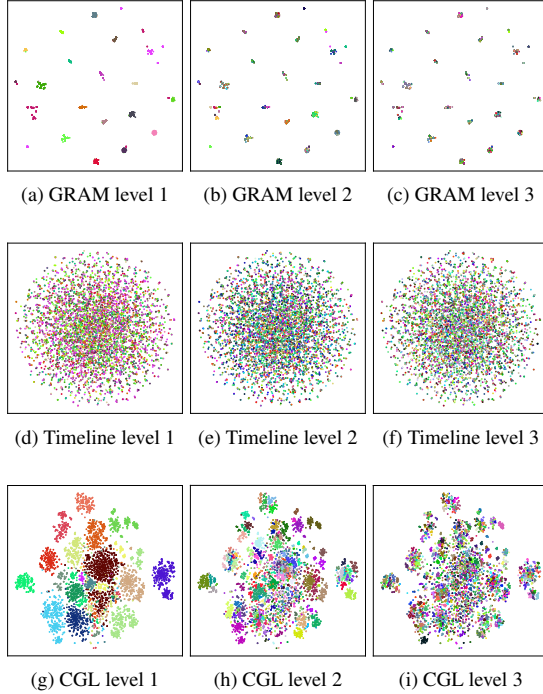 (a) GRAM level 1 (b) GRAM level 2 (c) GRAM level 3
(d) Timeline level 1 (e) Timeline level 2 (f) Timeline level 3
(g) CGL level 1 (h) CGL level 2 (i) CGL level 3